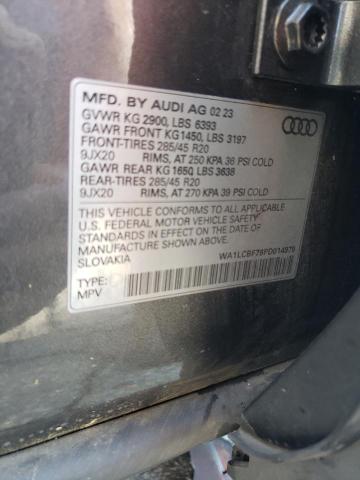 MFD. BY AUDI AG 02 23
GVWR KG 2900, LBS 6393
GAWR FRONT KG1450, LBS 3197
FRONT-TIRES 285/45 R20
9JX20 RIMS, AT 250 KPA 36 PSI COLD
GAWR REAR KG 1650, LBS 3638
REAR-TIRES 285/45 R20
9JX20 RIMS, AT 270 KPA 39 PSI COLD
THIS VEHICLE CONFORMS TO ALL APPLICABLE
U.S. FEDERAL MOTOR VEHICLE SAFETY
STANDARDS IN EFFECT ON THE DATE OF
MANUFACTURE SHOWN ABOVE.
SLOVAKIA
TYPE:
MPV